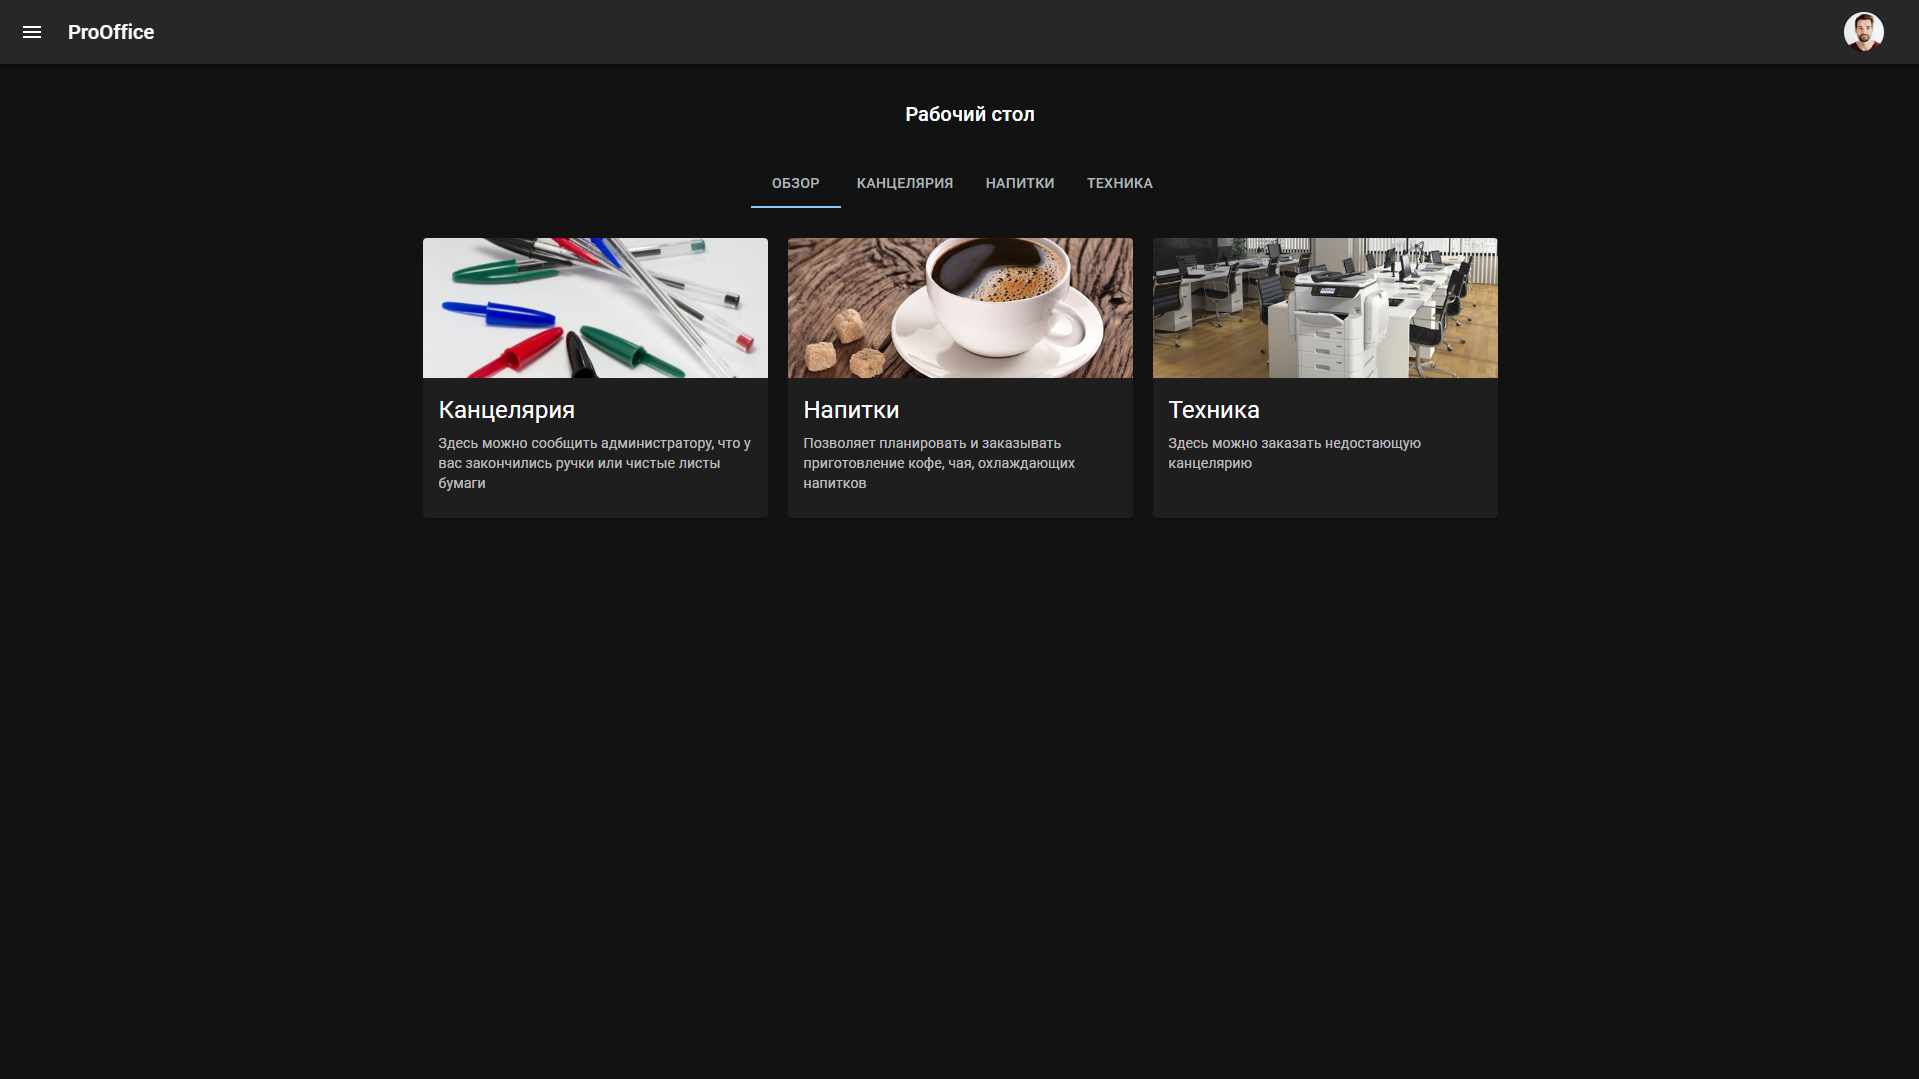 ProOffice
Рабочий стол
ОБЗОР
КАНЦЕЛЯРИЯ
НАПИТКИ
ТЕХНИКА
Канцелярия
Здесь можно сообщить администратору, что у
вас закончились ручки или чистые листы
бумаги
Напитки
Позволяет планировать и заказывать
приготовление кофе, чая, охлаждающих
напитков
Техника
Здесь можно заказать недостающую
канцелярию